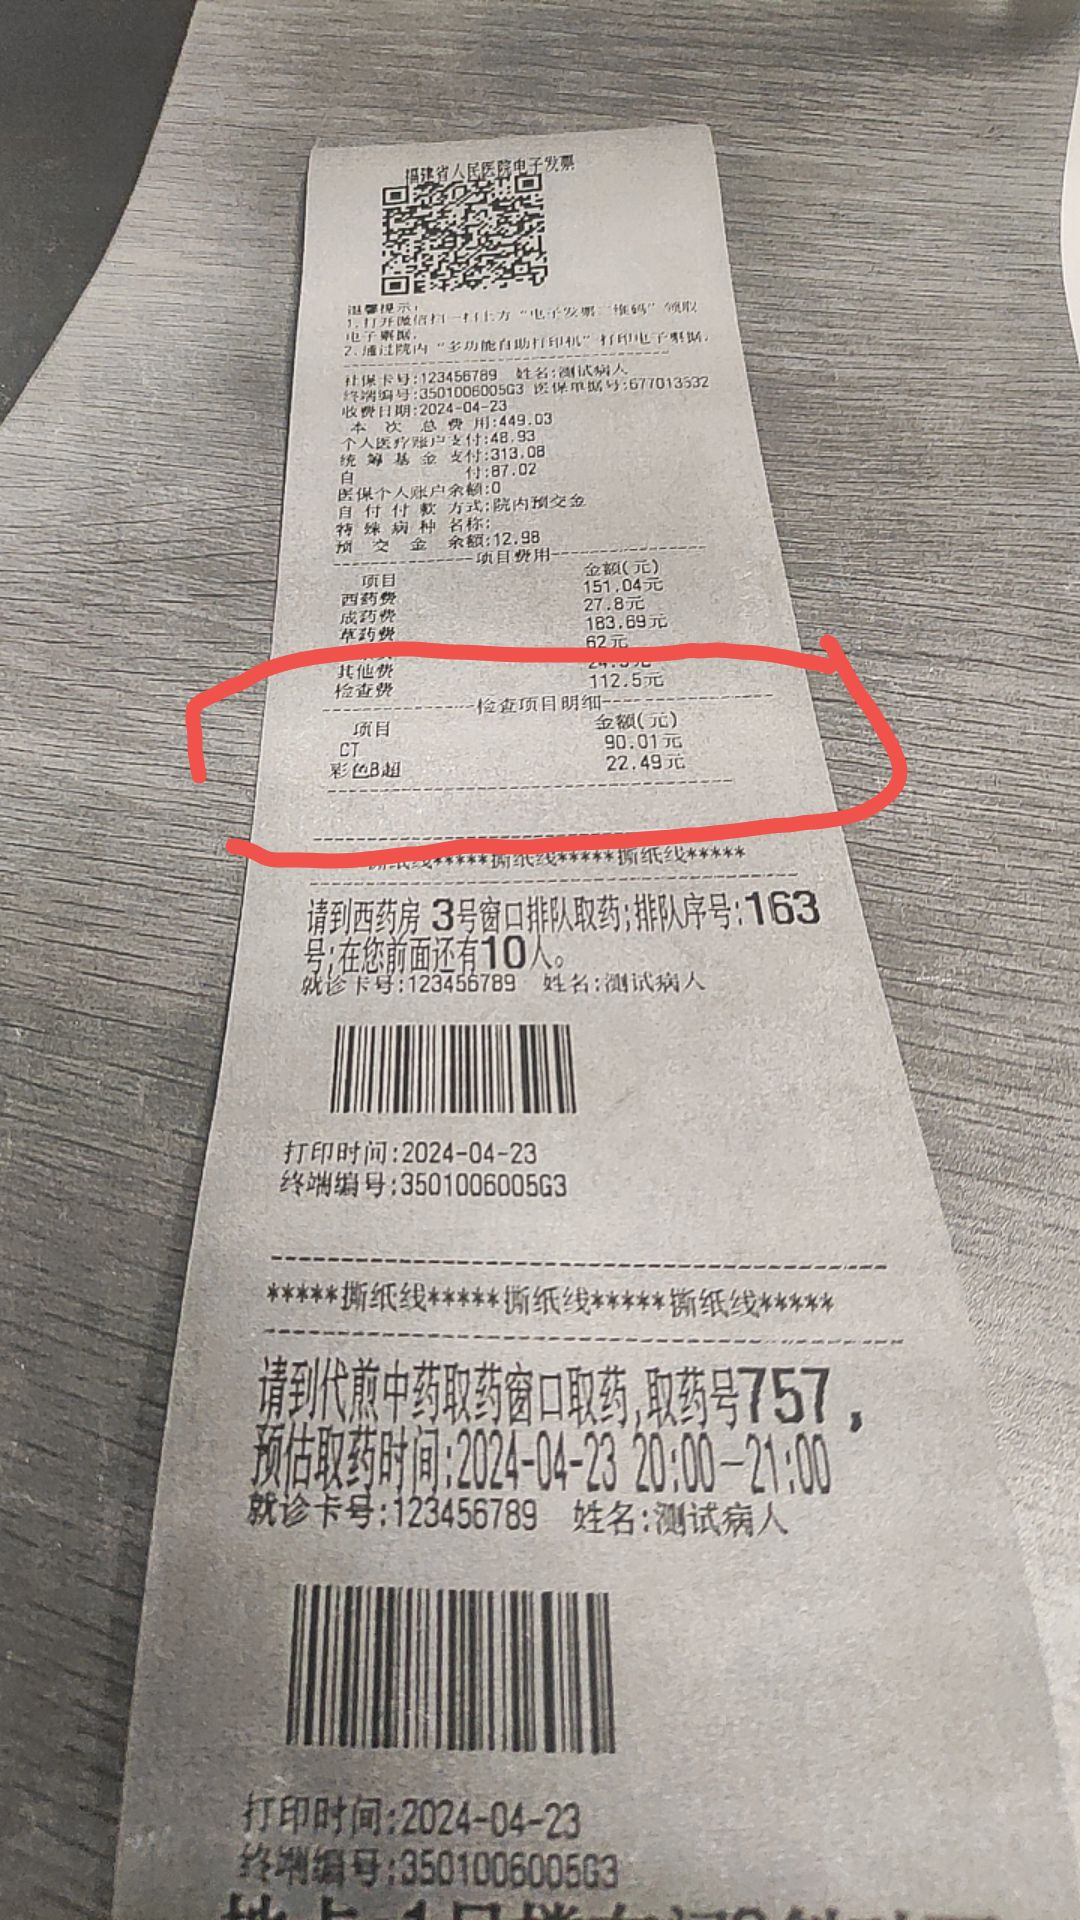 福建省人民医院电子发票
温馨提示:
1.打开微信扫一扫上方“电子发票二维码”领取
电子票据.
2.通过院内“多功能自助打印机”打印电子票据.
社保卡号:123456789 姓名:测试病人
终端编号:3501006005G3 医保单据号:677013532
收费日期:2024-04-23
本次总费用:449.03
个人医疗账户支付:48.93
统筹基金支付:313.08
自付:87.02
医保个人账户余额:0
自付付款方式:院内预交金
特殊病种名称:
预交金余额:12.98
项目费用
项目 金额(元)
西药费 151.04元
成药费 27.8元
草药费 183.69元
62元
其他费
检查费 112.5元
检查项目明细
项目 金额(元)
CT 90.01元
彩色B超 22.49元
撕纸线*****撕纸线*****撕纸线*****
请到西药房 3号窗口排队取药;排队序号:163
号;在您前面还有10人。
就诊卡号:123456789 姓名:测试病人
打印时间:2024-04-23
终端编号:3501006005G3
*****撕纸线*****撕纸线*****撕纸线*****
请到代煎中药取药窗口取药,取药号757,
预估取药时间:2024-04-23 20:00-21:00
就诊卡号:123456789 姓名:测试病人
打印时间:2024-04-23
终端编号:3501006005G3